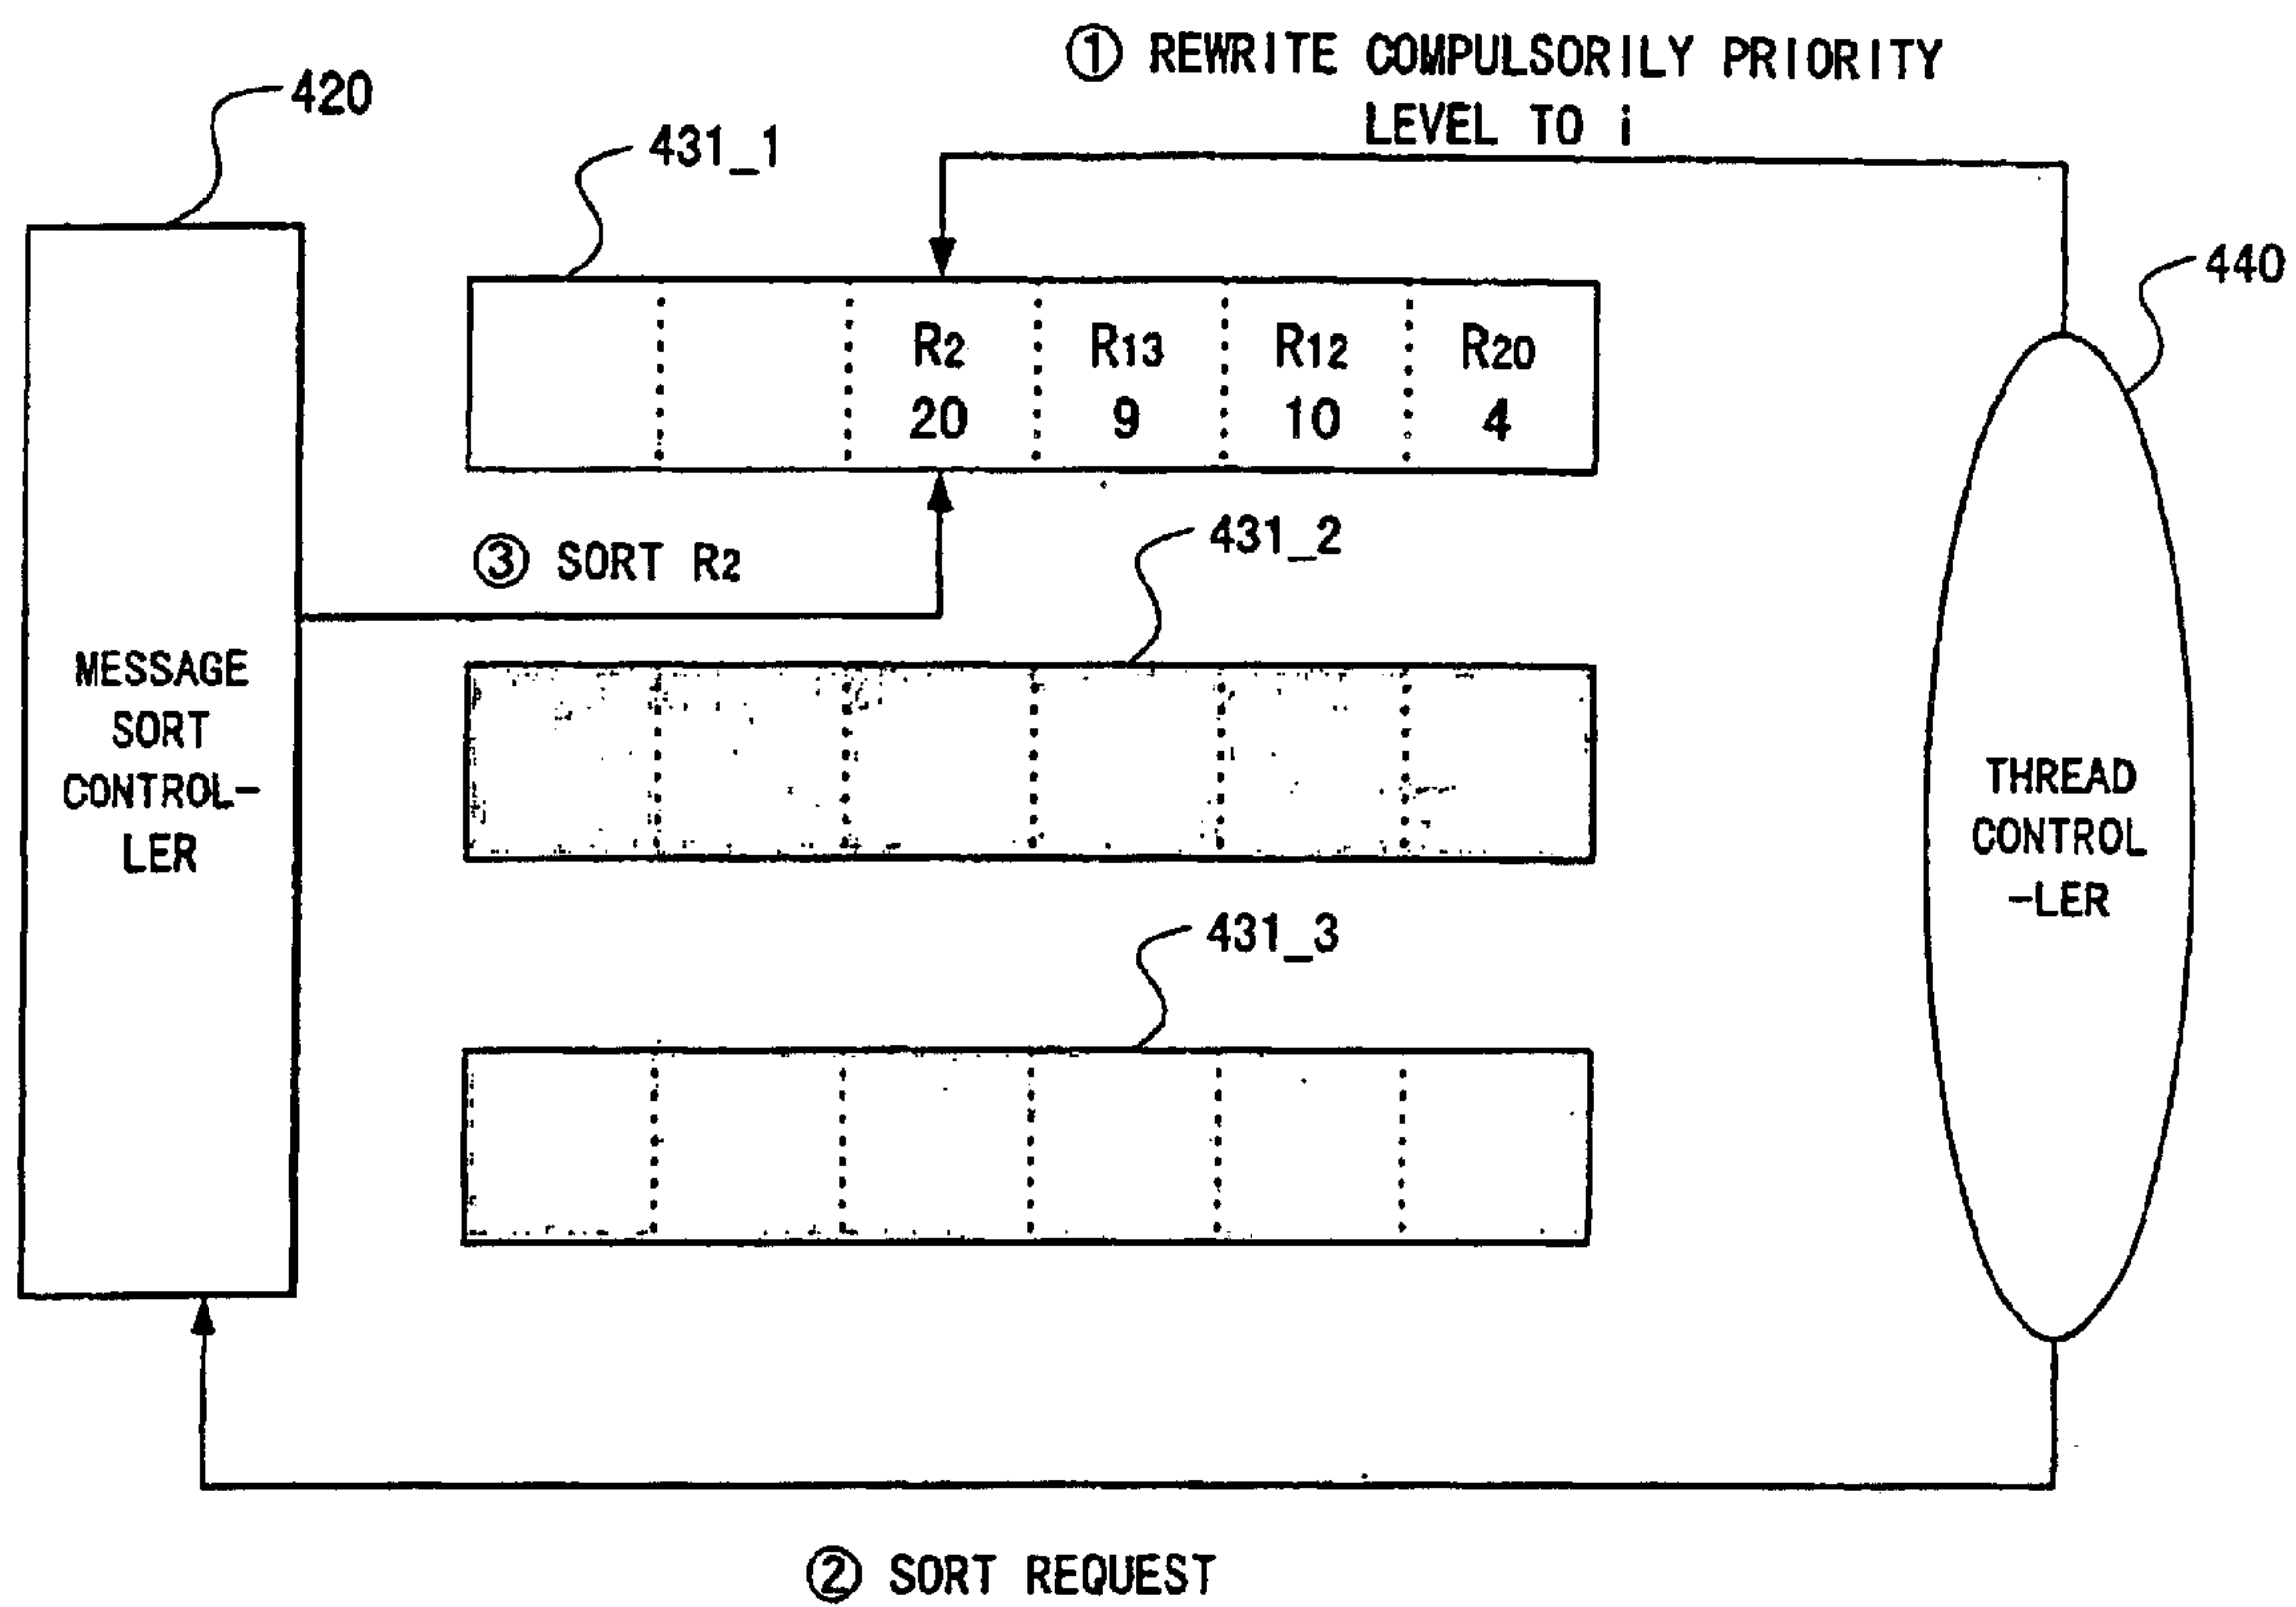 ① REWRITE COMPULSORILY PRIORITY
LEVEL TO i
420
431_1
440
R2 R13 R12 R20
20 9 10 4
③ SORT R2
431_2
MESSAGE
SORT
CONTROL-
LER
THREAD
CONTROL
-LER
431_3
② SORT REQUEST